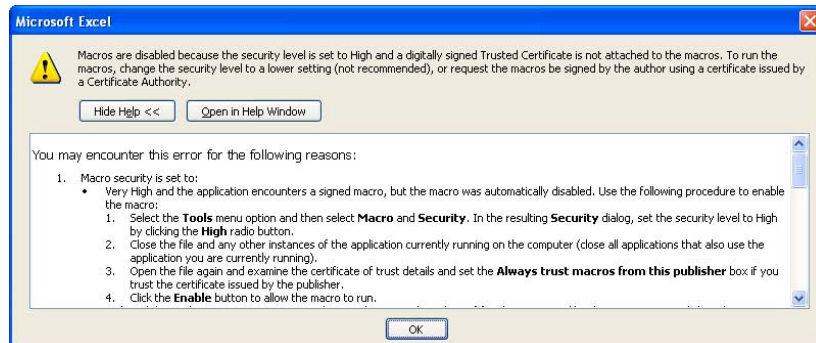 Microsoft Excel
Macros are disabled because the security level is set to High and a digitally signed Trusted Certificate is not attached to the macros. To run the
macros, change the security level to a lower setting (not recommended), or request the macros be signed by the author using a certificate issued by
a Certificate Authority.
Hide Help << Open in Help Window
You may encounter this error for the following reasons:
1. Macro security is set to:
• Very High and the application encounters a signed macro, but the macro was automatically disabled. Use the following procedure to enable
the macro:
1. Select the Tools menu option and then select Macro and Security. In the resulting Security dialog, set the security level to High
by clicking the High radio button.
2. Close the file and any other instances of the application currently running on the computer (close all applications that also use the
application you are currently running).
3. Open the file again and examine the certificate of trust details and set the Always trust macros from this publisher box if you
trust the certificate issued by the publisher.
4. Click the Enable button to allow the macro to run.
OK